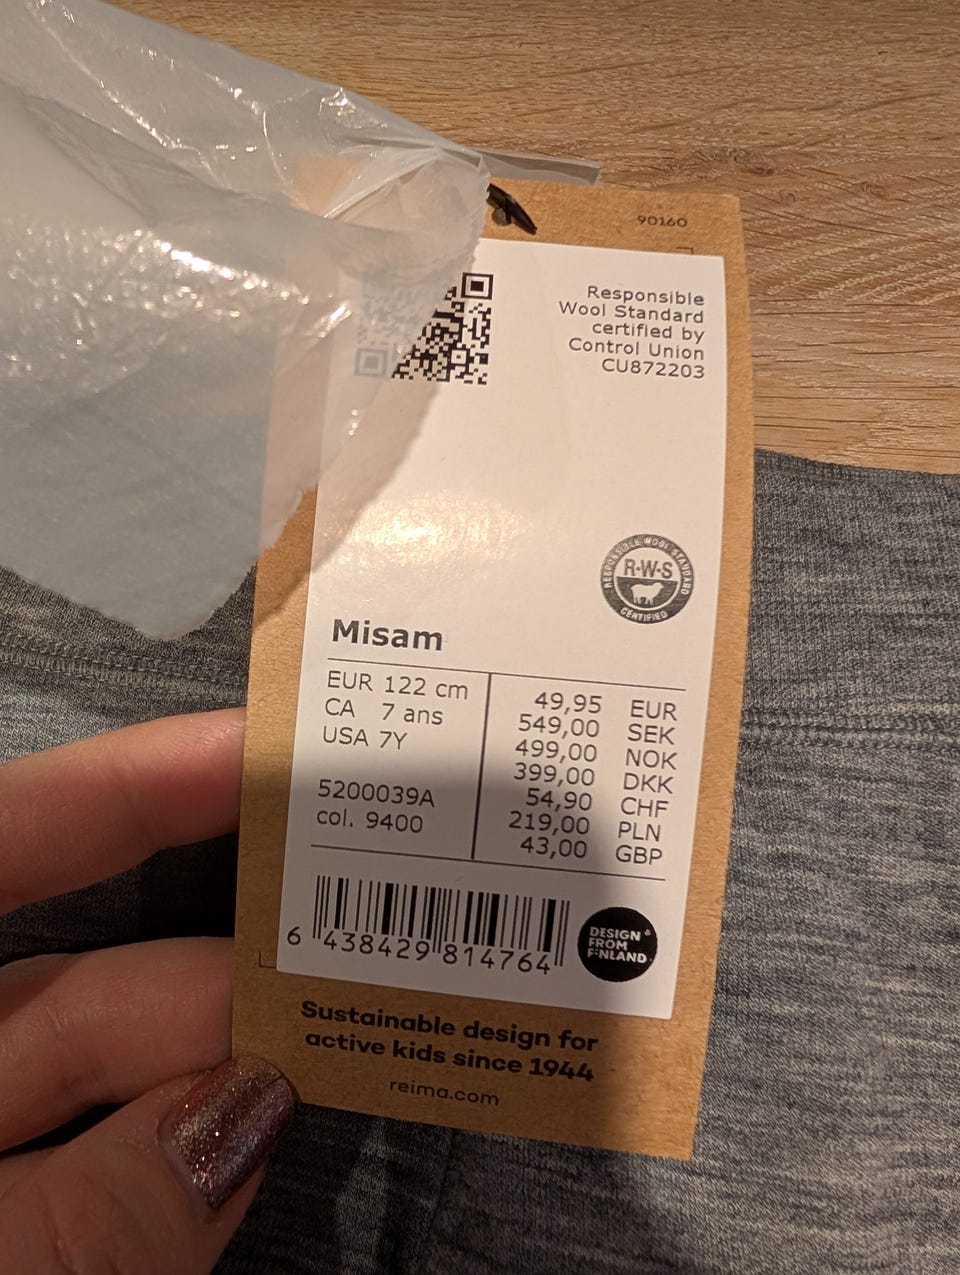 90160
Responsible
Wool Standard
certified by
Control Union
CU872203
RESPONSIBLE WOOL STANDARD
R·W·S
CERTIFIED
Misam
EUR 122 cm
CA 7 ans
USA 7Y
5200039A
col. 9400
49,95 EUR
549,00 SEK
499,00 NOK
399,00 DKK
54,90 CHF
219,00 PLN
43,00 GBP
6 438429 814764
DESIGN
FROM
FINLAND
Sustainable design for
active kids since 1944
reima.com